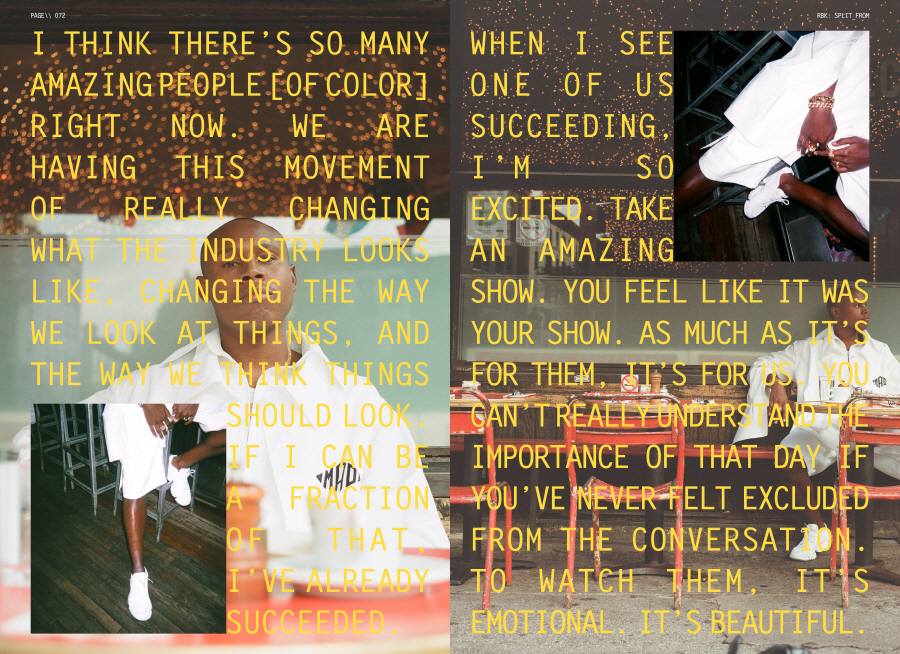 PAGE\\ 072
I THINK THERE'S SO MANY
AMAZING PEOPLE [OF COLOR]
RIGHT NOW. WE ARE
HAVING THIS MOVEMENT
OF REALLY CHANGING
WHAT THE INDUSTRY LOOKS
LIKE, CHANGING THE WAY
WE LOOK AT THINGS, AND
THE WAY WE THINK THINGS
SHOULD LOOK.
IF I CAN BE
A FRACTION
OF THAT,
I'VE ALREADY
SUCCEEDED.
RBK: SPLIT_FROM
WHEN I SEE
ONE OF US
SUCCEEDING,
I'M SO
EXCITED. TAKE
AN AMAZING
SHOW. YOU FEEL LIKE IT WAS
YOUR SHOW. AS MUCH AS IT'S
FOR THEM, IT'S FOR US. YOU
CAN'T REALLY UNDERSTAND THE
IMPORTANCE OF THAT DAY IF
YOU'VE NEVER FELT EXCLUDED
FROM THE CONVERSATION.
TO WATCH THEM, IT'S
EMOTIONAL. IT'S BEAUTIFUL.